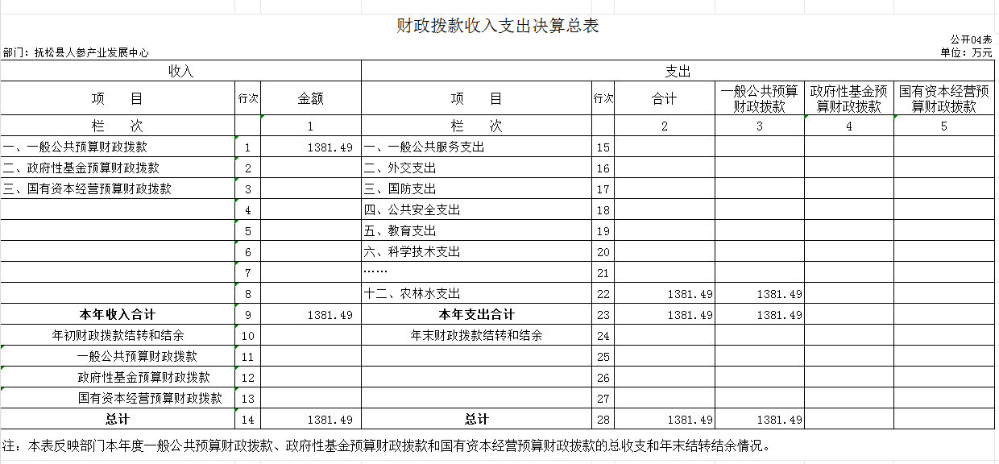 财政拨款收入支出决算总表
公开04表
部门：抚松县人参产业发展中心 单位：万元
收入 支出
项 目 行次 金额 项 目 行次 合计 一般公共预算财政拨款 政府性基金预算财政拨款 国有资本经营预算财政拨款
栏 次 1 栏 次 2 3 4 5
一、一般公共预算财政拨款 1 1381.49 一、一般公共服务支出 15
二、政府性基金预算财政拨款 2 二、外交支出 16
三、国有资本经营预算财政拨款 3 三、国防支出 17
4 四、公共安全支出 18
5 五、教育支出 19
6 六、科学技术支出 20
7 …… 21
8 十二、农林水支出 22 1381.49 1381.49
本年收入合计 9 1381.49 本年支出合计 23 1381.49 1381.49
年初财政拨款结转和结余 10 年末财政拨款结转和结余 24
一般公共预算财政拨款 11 25
政府性基金预算财政拨款 12 26
国有资本经营预算财政拨款 13 27
总计 14 1381.49 总计 28 1381.49 1381.49
注：本表反映部门本年度一般公共预算财政拨款、政府性基金预算财政拨款和国有资本经营预算财政拨款的总收支和年末结转结余情况。